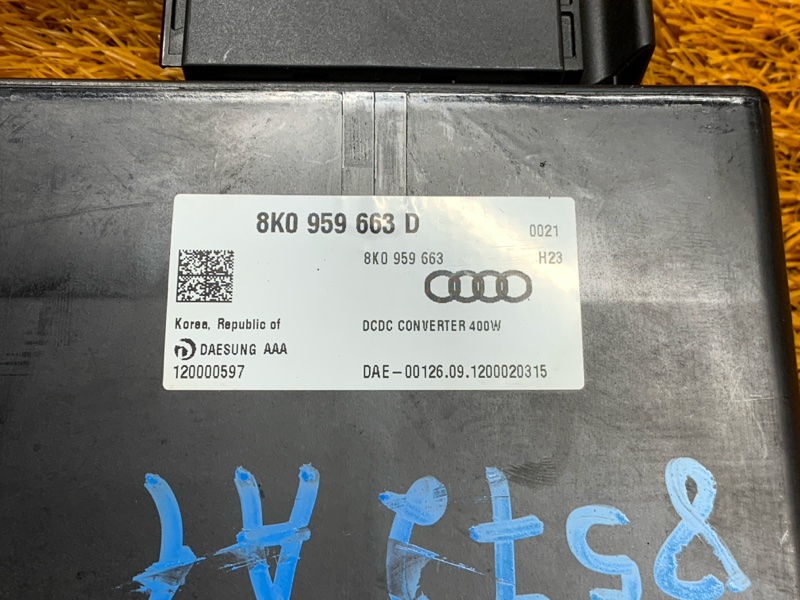 8K0 959 663 D 0021
8K0 959 663 H23
Korea, Republic of DCDC CONVERTER 400W
DAESUNG AAA
120000597 DAE-00126.09.1200020315